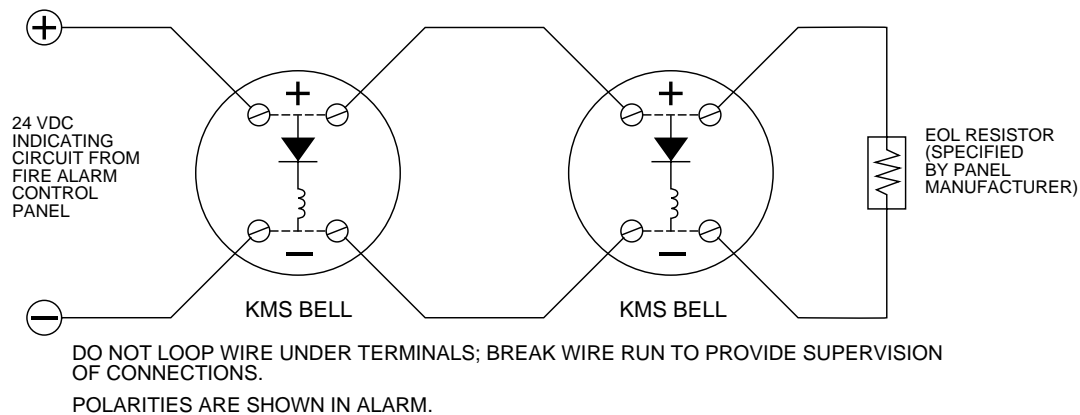 24 VDC
INDICATING
CIRCUIT FROM
FIRE ALARM
CONTROL
PANEL
+
−
+
−
KMS BELL
+
−
KMS BELL
EOL RESISTOR
(SPECIFIED
BY PANEL
MANUFACTURER)
DO NOT LOOP WIRE UNDER TERMINALS; BREAK WIRE RUN TO PROVIDE SUPERVISION
OF CONNECTIONS.
POLARITIES ARE SHOWN IN ALARM.